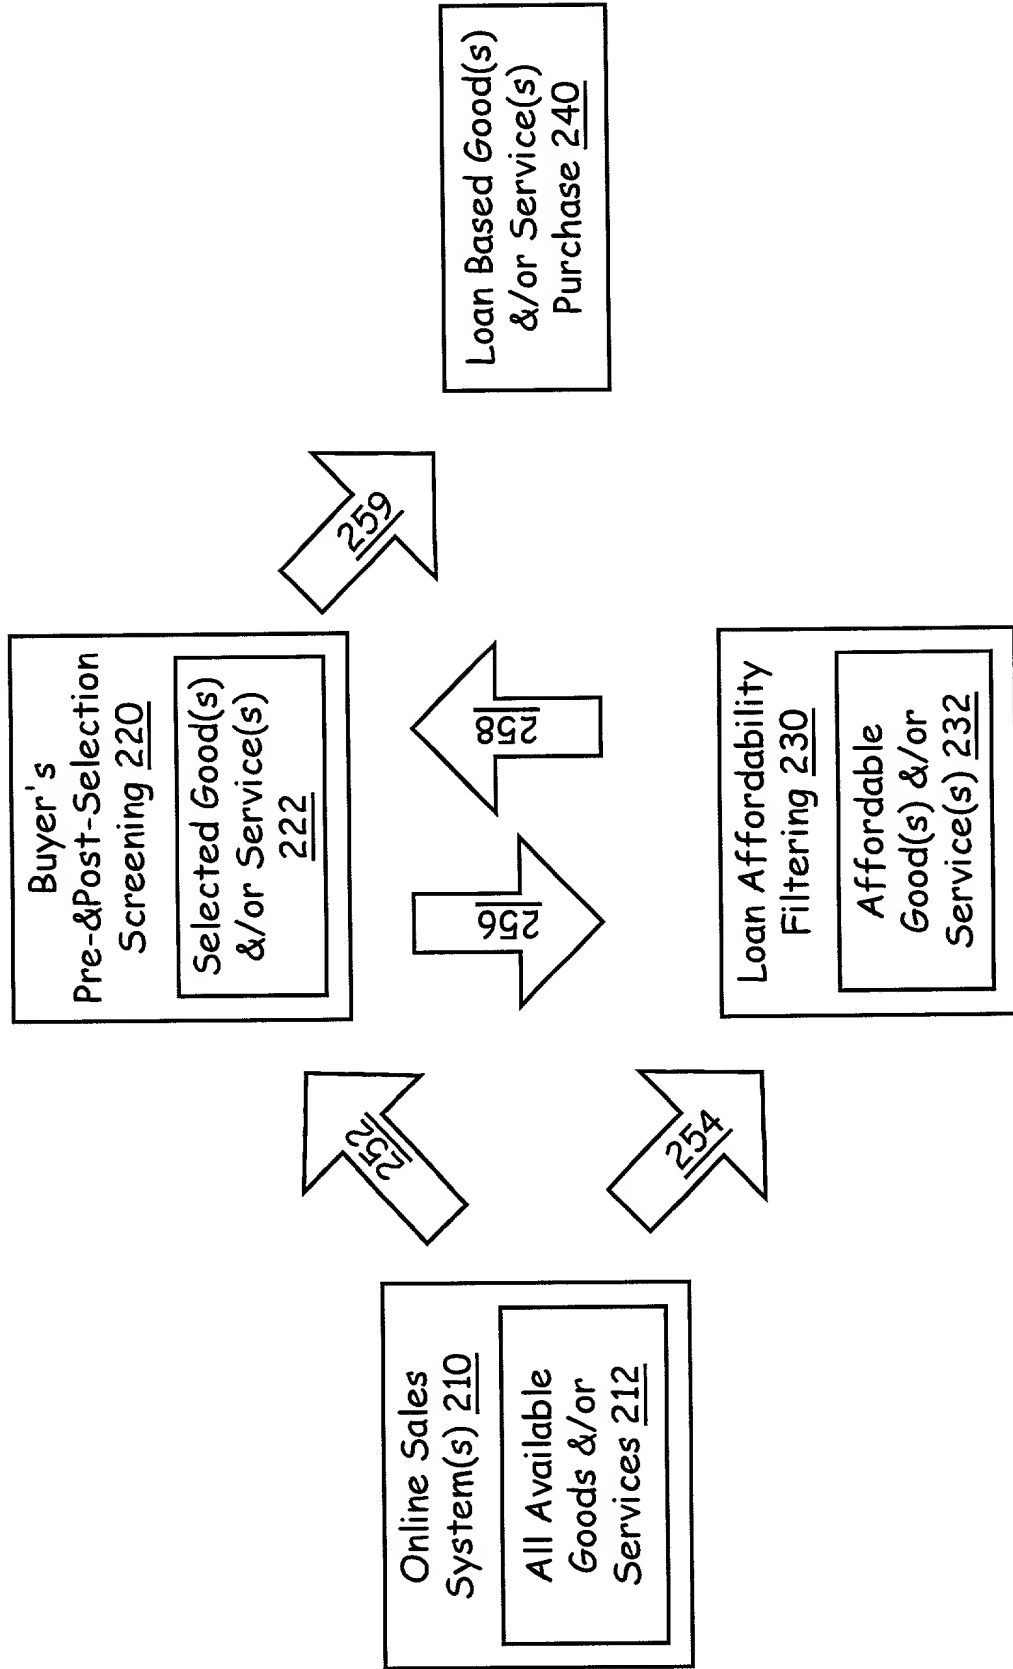 Online Sales
System(s) 210
All Available
Goods &/or
Services 212
252
254
Buyer's
Pre-&Post-Selection
Screening 220
Selected Good(s)
&/or Service(s)
222
256
258
Loan Affordability
Filtering 230
Affordable
Good(s) &/or
Service(s) 232
259
Loan Based Good(s)
&/or Service(s)
Purchase 240